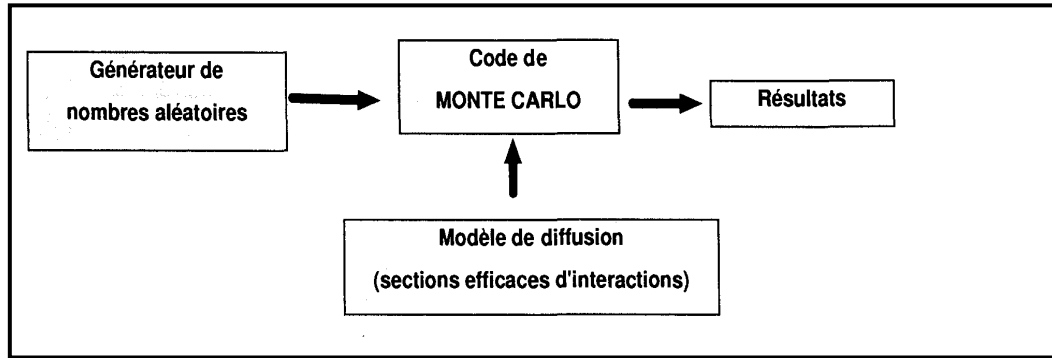 Générateur de
nombres aléatoires
Code de
MONTE CARLO
Résultats
Modèle de diffusion
(sections efficaces d'interactions)